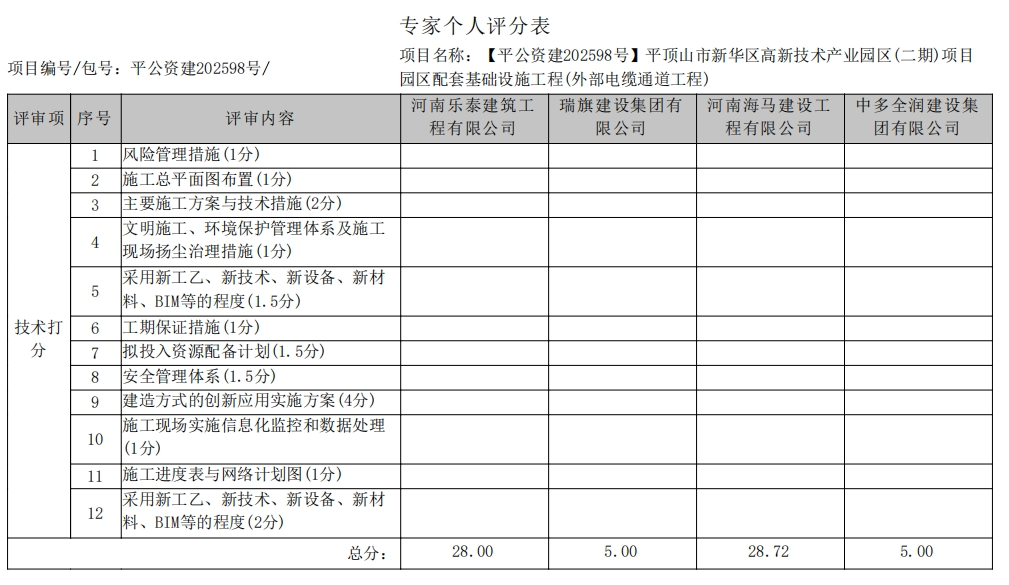 专家个人评分表
项目编号/包号: 平公资建202598号/
项目名称: 【平公资建202598号】平顶山市新华区高新技术产业园区(二期)项目
园区配套基础设施工程(外部电缆通道工程)
评审项 序号 评审内容 河南乐泰建筑工 瑞旗建设集团有 河南海马建设工 中多全润建设集
程有限公司 限公司 程有限公司 团有限公司
技术打
分
1 风险管理措施(1分)
2 施工总平面图布置(1分)
3 主要施工方案与技术措施(2分)
4 文明施工、环境保护管理体系及施工
现场扬尘治理措施(1分)
5 采用新工乙、新技术、新设备、新材
料、BIM等的程度(1.5分)
6 工期保证措施(1分)
7 拟投入资源配备计划(1.5分)
8 安全管理体系(1.5分)
9 建造方式的创新应用实施方案(4分)
10 施工现场实施信息化监控和数据处理
(1分)
11 施工进度表与网络计划图(1分)
12 采用新工乙、新技术、新设备、新材
料、BIM等的程度(2分)
总分: 28.00 5.00 28.72 5.00